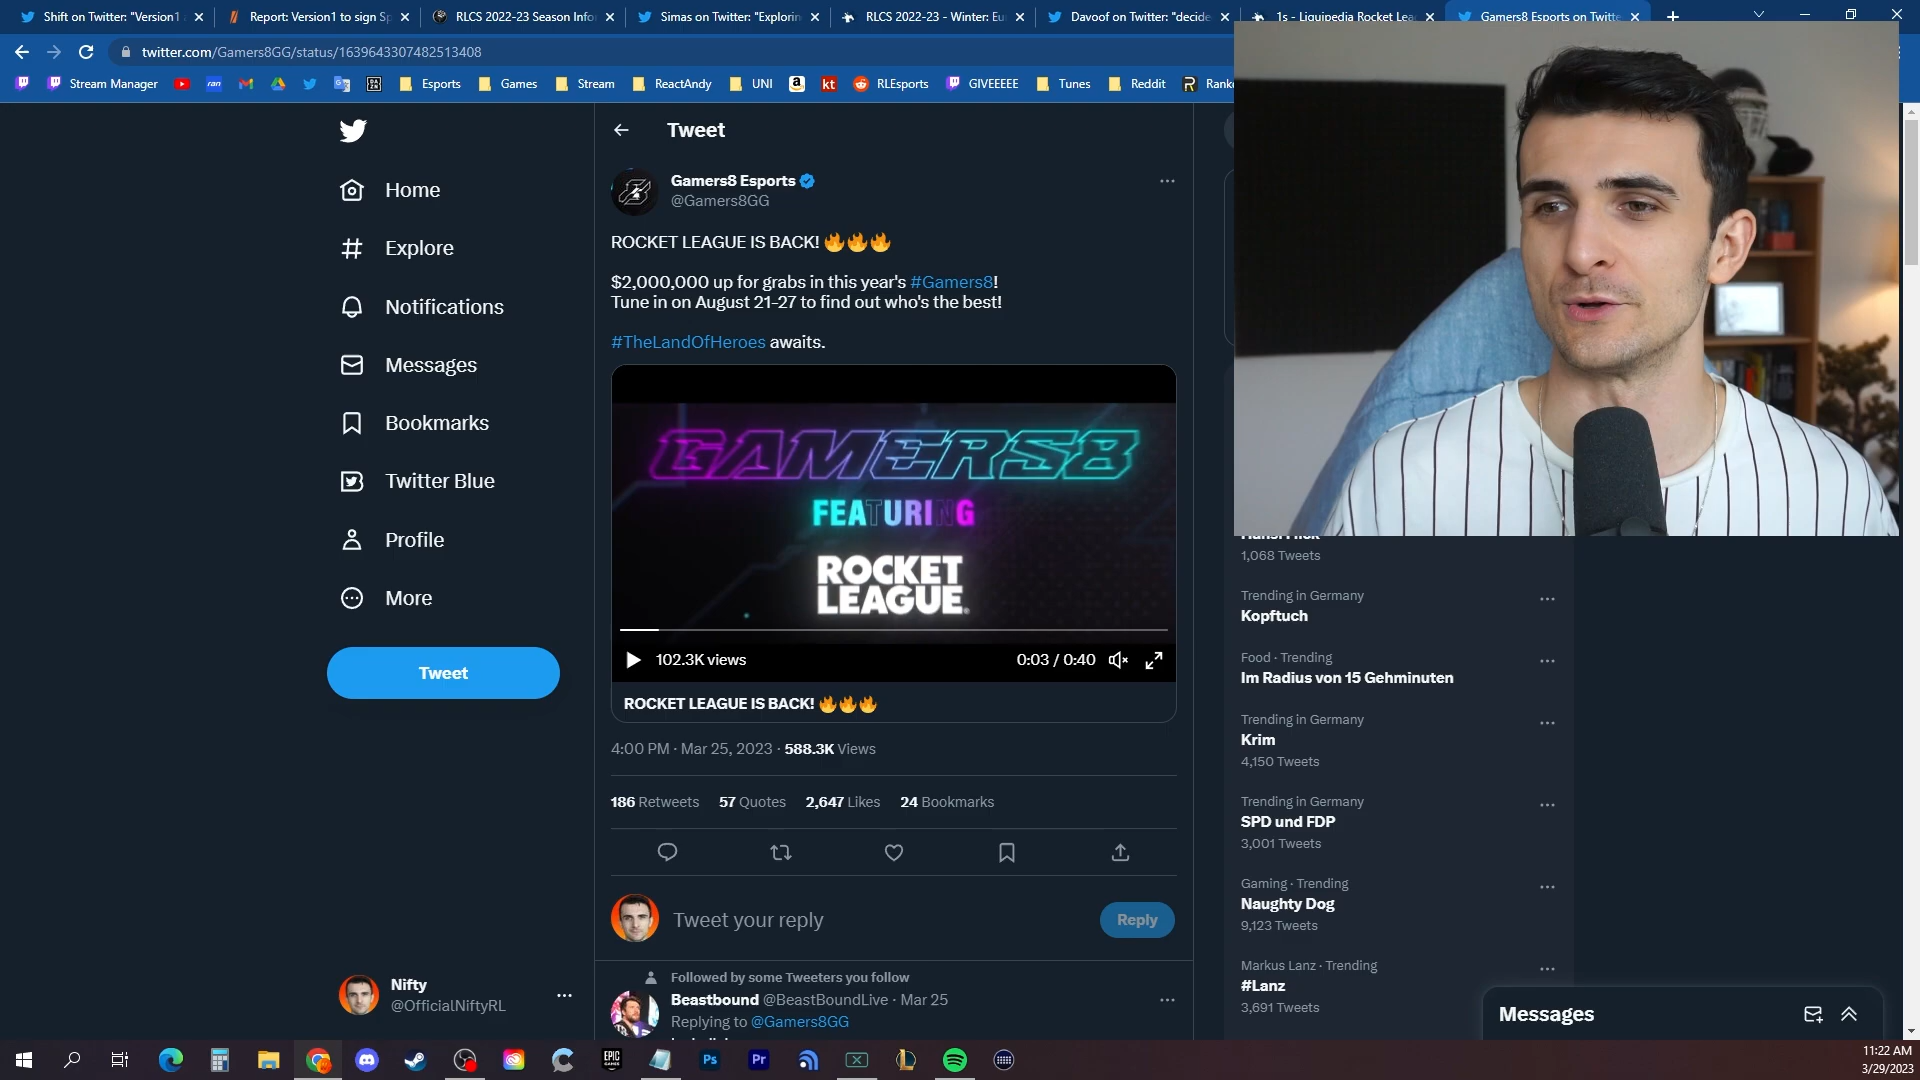 Shift on Twitter: "Version1
Report: Version1 to sign Sp
RLCS 2022-23 Season Info
Simas on Twitter: "Explorin
RLCS 2022-23 - Winter: Eu
Davoof on Twitter: "decide
1s - Liquipedia Rocket Lea
Gamers8 Esports on Twitte
twitter.com/Gamers8GG/status/1639643307482513408
Stream Manager
ran
DAZN
Esports
Games
Stream
ReactAndy
UNI
kt
RLEsports
GIVEEEEE
Tunes
Reddit
Ranke
Home
Explore
Notifications
Messages
Bookmarks
Twitter Blue
Profile
More
Tweet
Nifty
@OfficialNiftyRL
Tweet
Gamers8 Esports
@Gamers8GG
ROCKET LEAGUE IS BACK! 🔥🔥🔥
$2,000,000 up for grabs in this year's #Gamers8!
Tune in on August 21-27 to find out who's the best!
#TheLandOfHeroes awaits.
GAMERS8
FEATURING
ROCKET
LEAGUE
102.3K views
0:03 / 0:40
ROCKET LEAGUE IS BACK! 🔥🔥🔥
4:00 PM · Mar 25, 2023 · 588.3K Views
186 Retweets 57 Quotes 2,647 Likes 24 Bookmarks
Tweet your reply
Reply
Followed by some Tweeters you follow
Beastbound @BeastBoundLive · Mar 25
Replying to @Gamers8GG
1,068 Tweets
Trending in Germany
Kopftuch
Food · Trending
Im Radius von 15 Gehminuten
Trending in Germany
Krim
4,150 Tweets
Trending in Germany
SPD und FDP
3,001 Tweets
Gaming · Trending
Naughty Dog
9,123 Tweets
Markus Lanz · Trending
#Lanz
3,691 Tweets
Messages
EPIC
GAMES
Ps
Pr
11:22 AM
3/29/2023